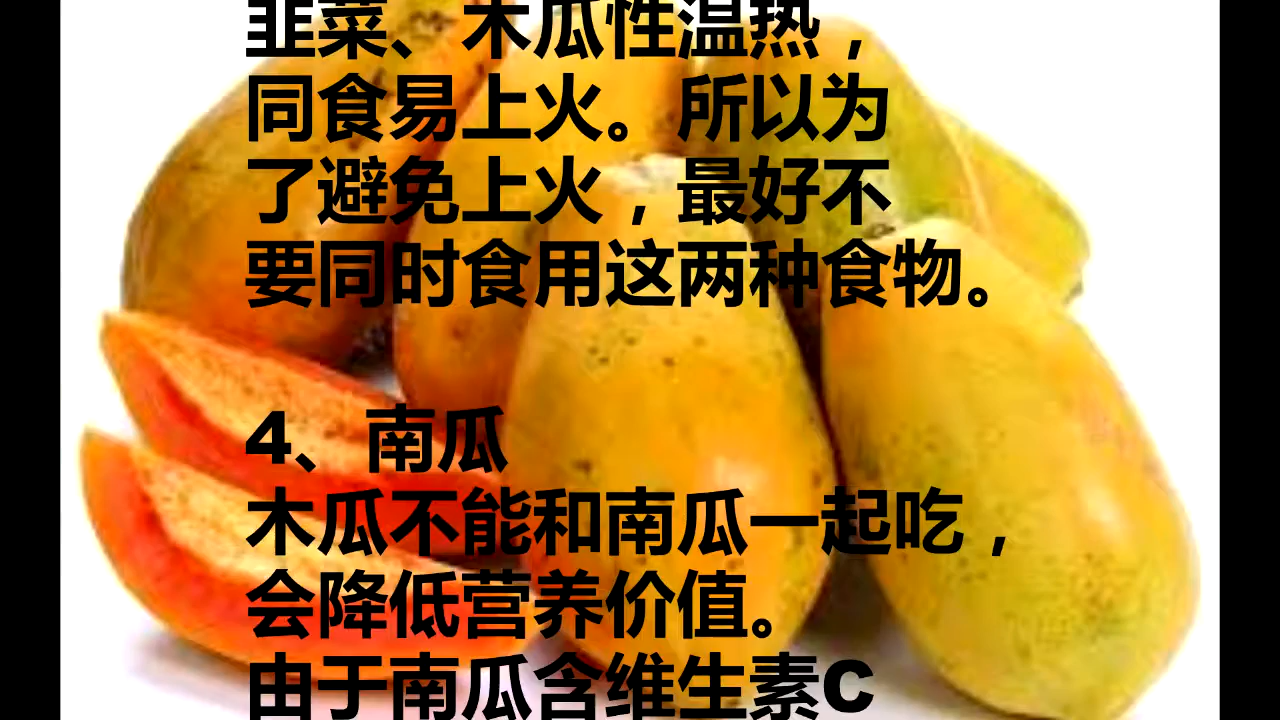 韭菜、木瓜性温热，
同食易上火。所以为
了避免上火，最好不
要同时食用这两种食物。
4、南瓜
木瓜不能和南瓜一起吃，
会降低营养价值。
由于南瓜含维生素C